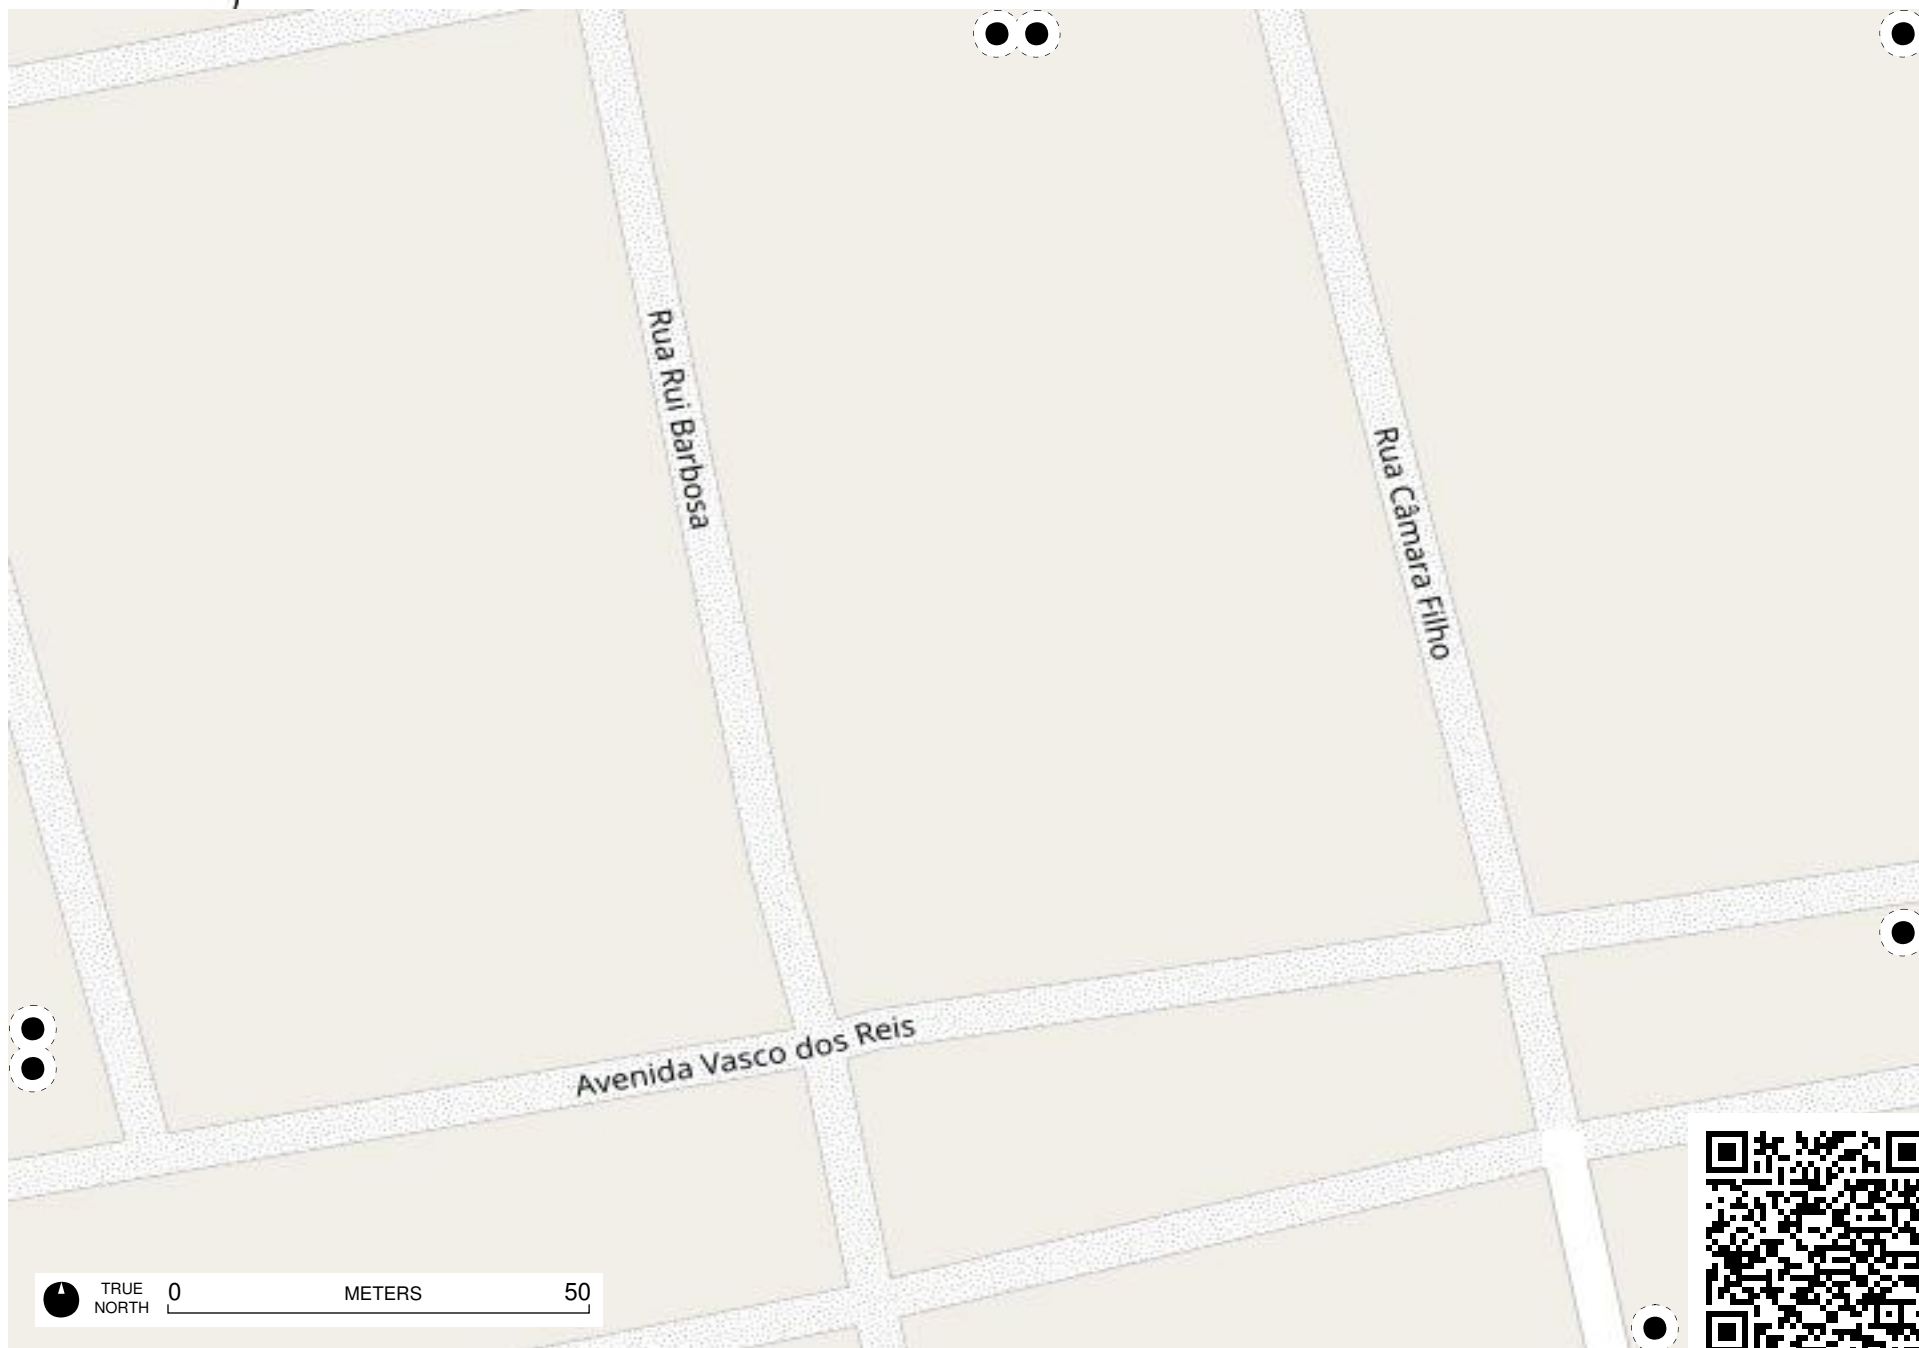 Rua Rui Barbosa
Rua Câmara Filho
Avenida Vasco dos Reis
TRUE
NORTH
0 METERS 50